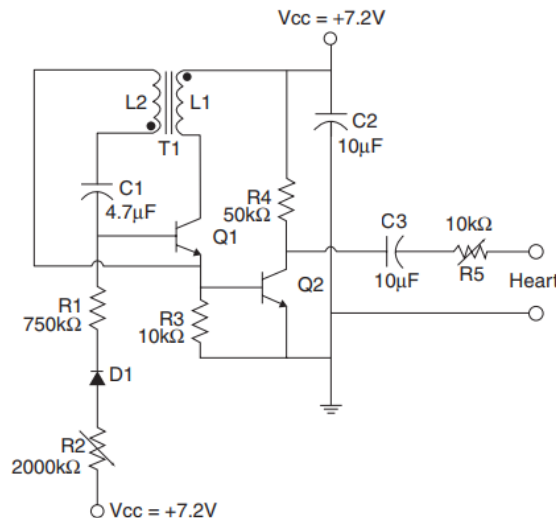 Vcc = +7.2V
L2
L1
T1
C2
10μF
C1
4.7μF
R4
50kΩ
Q1
C3
10μF
10kΩ
R5
Heart
Q2
R1
750kΩ
R3
10kΩ
D1
R2
2000kΩ
Vcc = +7.2V